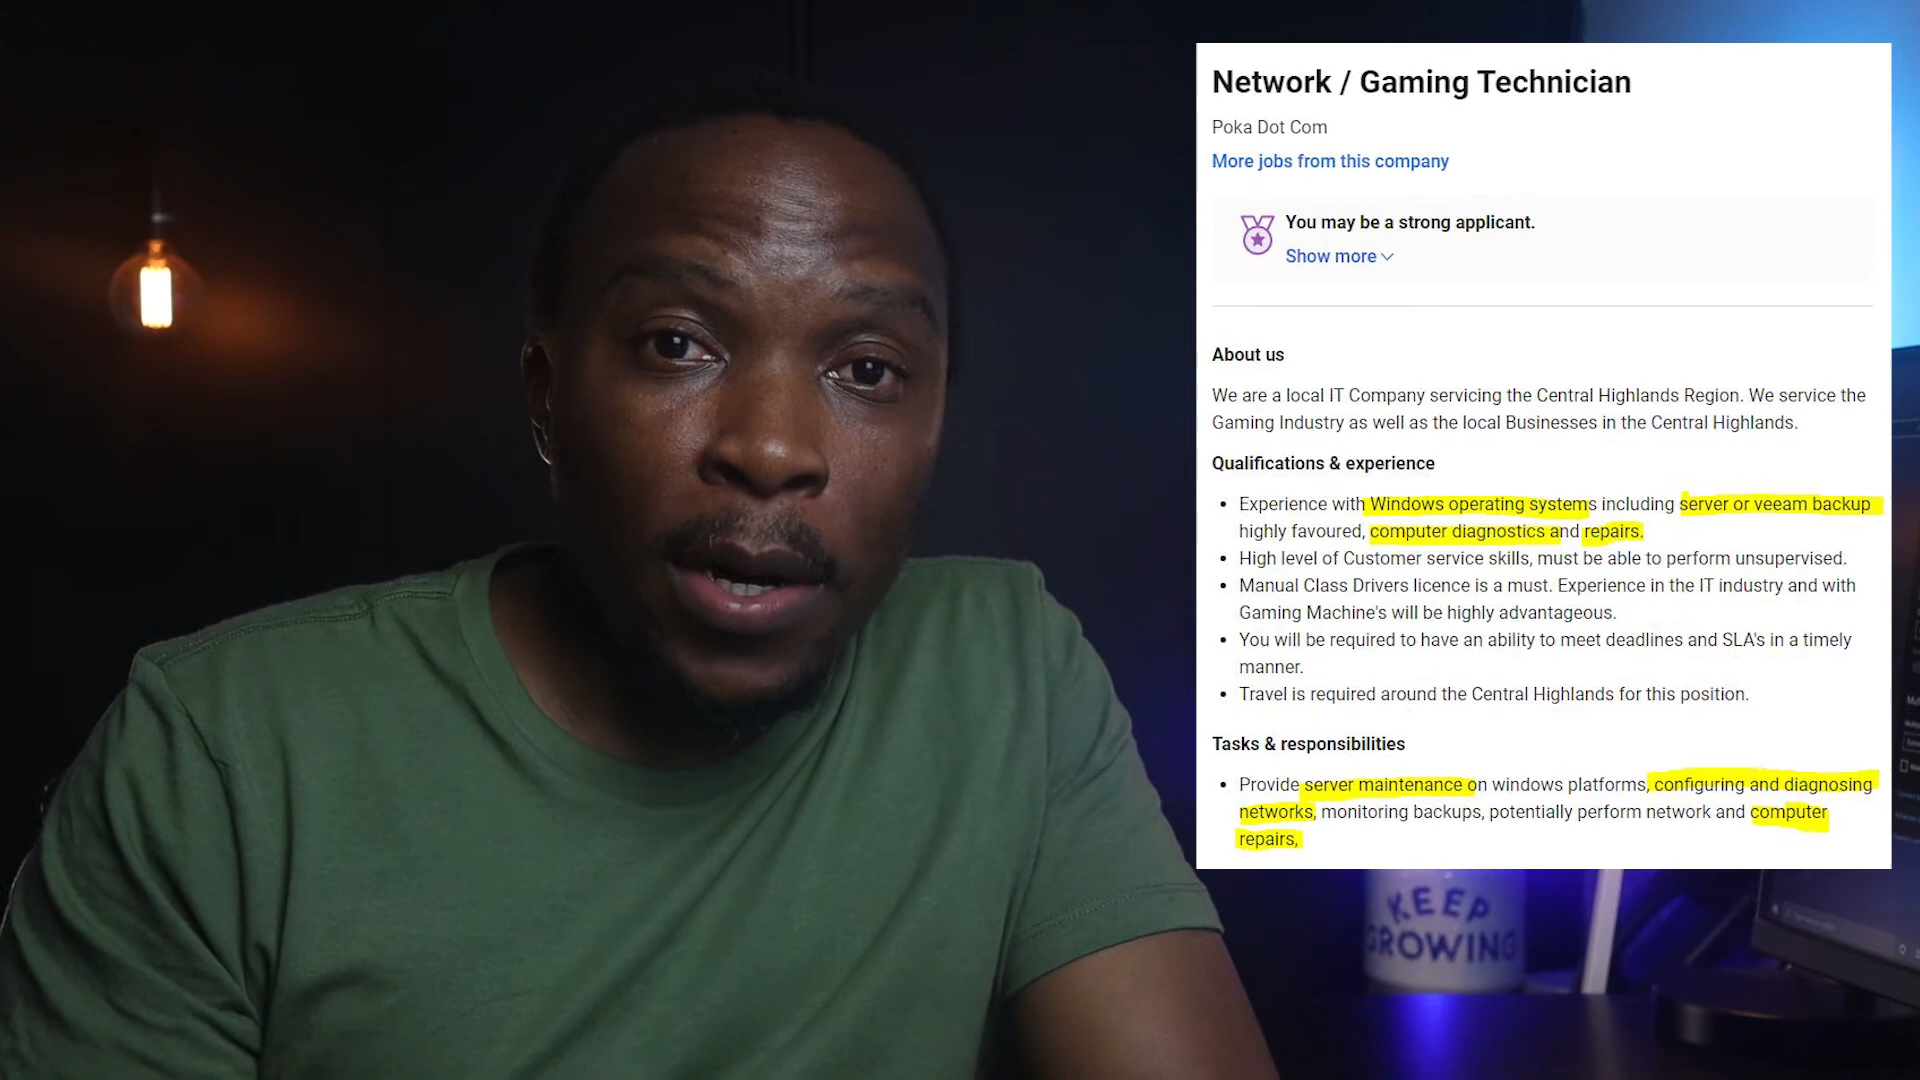 Network / Gaming Technician
Poka Dot Com
More jobs from this company
You may be a strong applicant.
Show more
About us
We are a local IT Company servicing the Central Highlands Region. We service the
Gaming Industry as well as the local Businesses in the Central Highlands.
Qualifications & experience
• Experience with Windows operating systems including server or veeam backup
highly favoured, computer diagnostics and repairs.
• High level of Customer service skills, must be able to perform unsupervised.
• Manual Class Drivers licence is a must. Experience in the IT industry and with
Gaming Machine's will be highly advantageous.
• You will be required to have an ability to meet deadlines and SLA's in a timely
manner.
• Travel is required around the Central Highlands for this position.
Tasks & responsibilities
• Provide server maintenance on windows platforms, configuring and diagnosing
networks, monitoring backups, potentially perform network and computer
repairs,
KEEP
GROWING